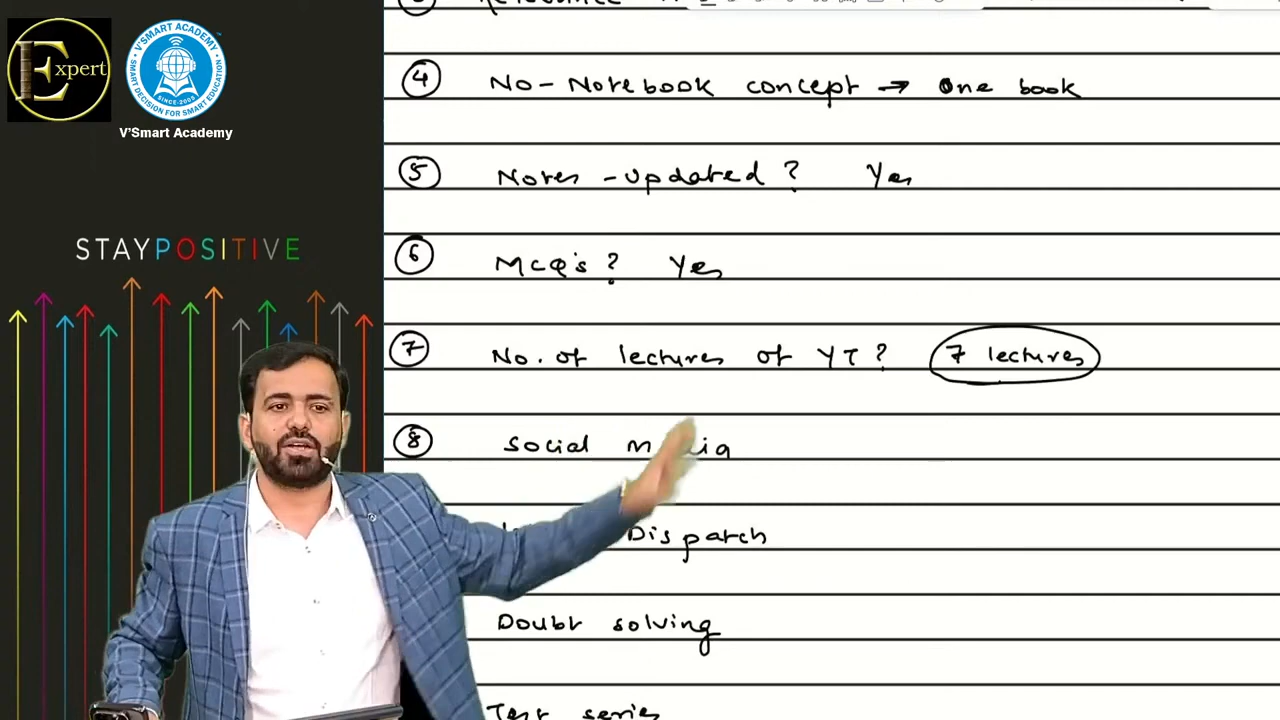 Expert
V'SMART ACADEMY
SMART DECISION FOR SMART EDUCATION
SINCE-2005
V'Smart Academy
STAYPOSITIVE
④ No-Notebook concept → One book
⑤ Notes - updated? Yes
⑥ MCQ's? Yes
⑦ No. of lectures of YT? 7 lectures
⑧ Social
Dispatch
Doubt solving
Test series